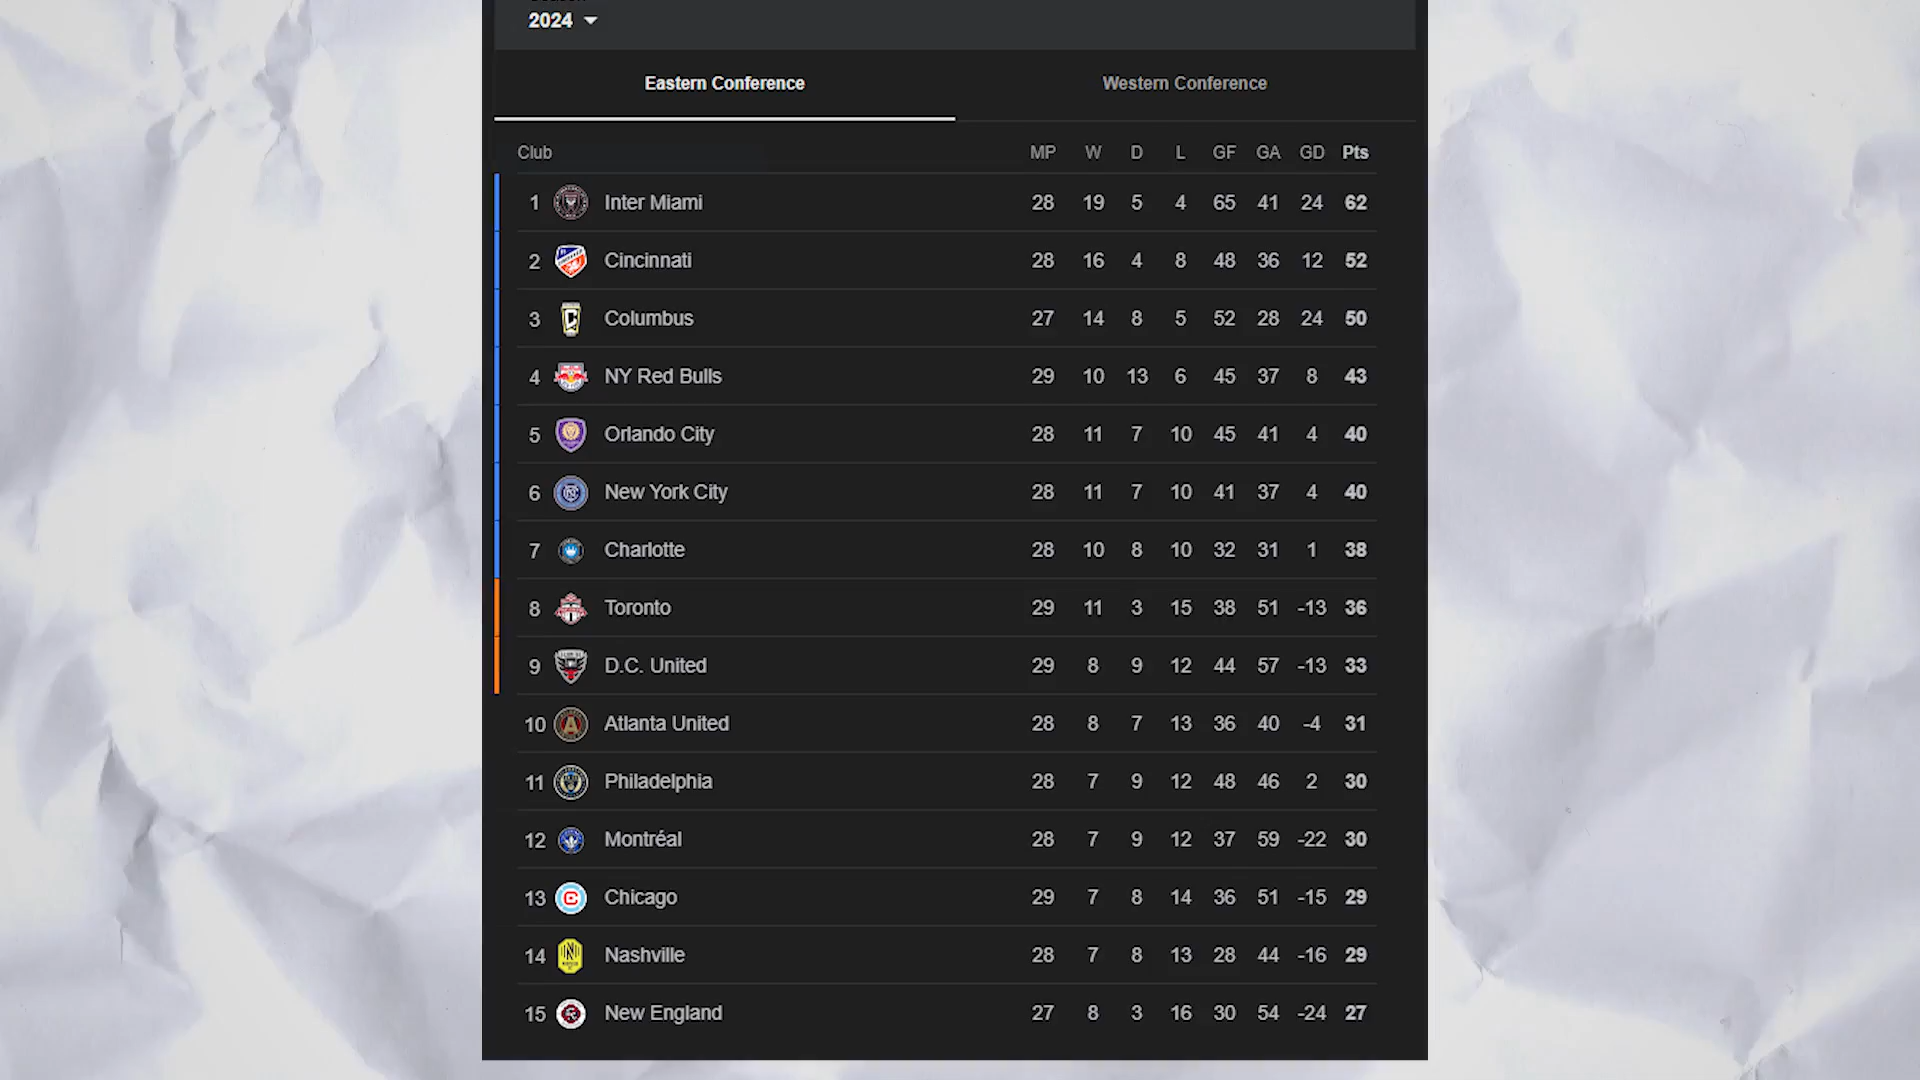 2024
Eastern Conference Western Conference
Club MP W D L GF GA GD Pts
1 Inter Miami 28 19 5 4 65 41 24 62
2 Cincinnati 28 16 4 8 48 36 12 52
3 Columbus 27 14 8 5 52 28 24 50
4 NY Red Bulls 29 10 13 6 45 37 8 43
5 Orlando City 28 11 7 10 45 41 4 40
6 New York City 28 11 7 10 41 37 4 40
7 Charlotte 28 10 8 10 32 31 1 38
8 Toronto 29 11 3 15 38 51 -13 36
9 D.C. United 29 8 9 12 44 57 -13 33
10 Atlanta United 28 8 7 13 36 40 -4 31
11 Philadelphia 28 7 9 12 48 46 2 30
12 Montréal 28 7 9 12 37 59 -22 30
13 Chicago 29 7 8 14 36 51 -15 29
14 Nashville 28 7 8 13 28 44 -16 29
15 New England 27 8 3 16 30 54 -24 27